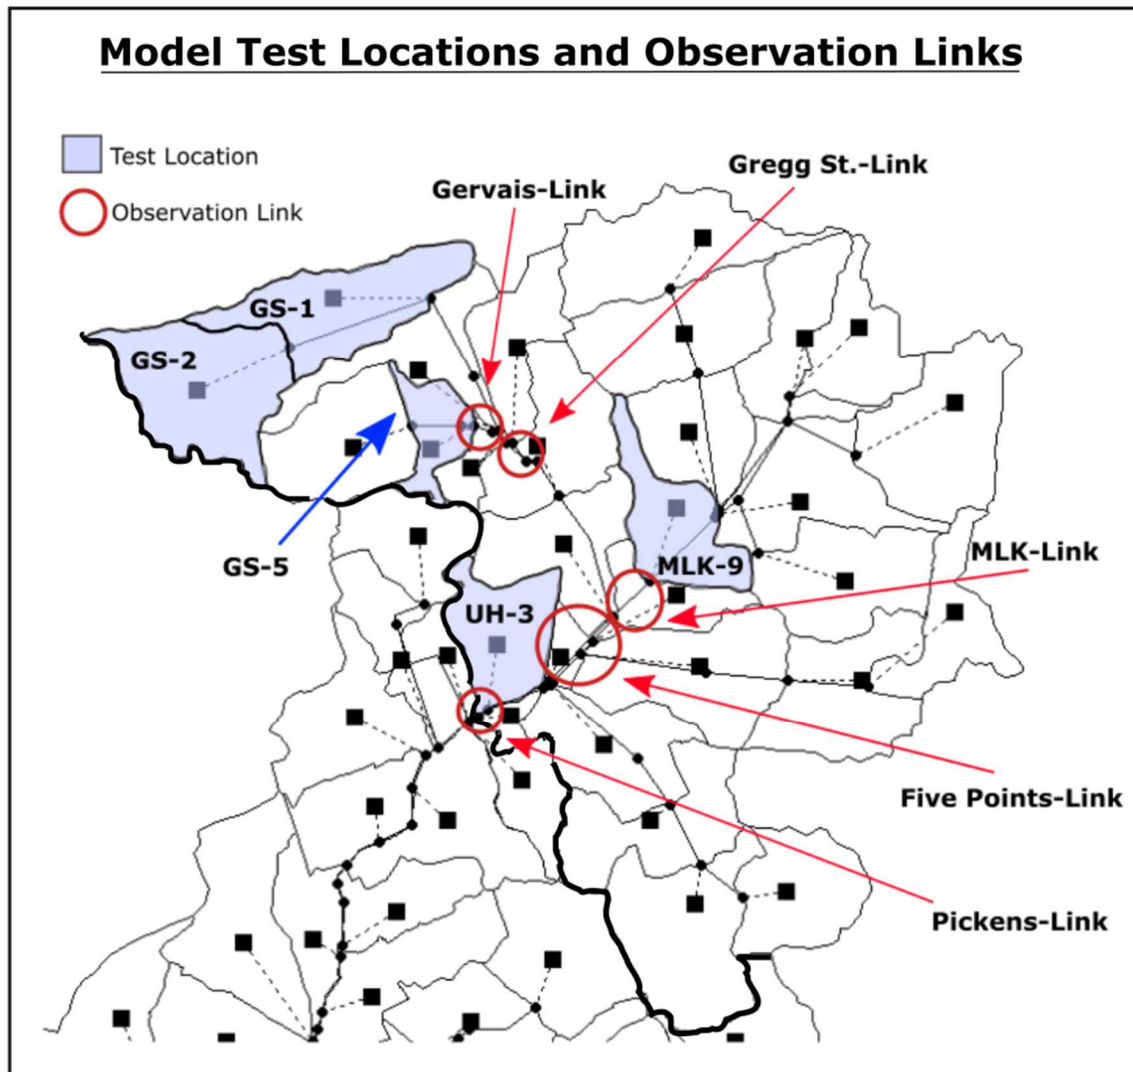 Model Test Locations and Observation Links
Test Location
Observation Link
Gervais-Link
Gregg St.-Link
GS-1
GS-2
GS-5
MLK-9
MLK-Link
UH-3
Five Points-Link
Pickens-Link